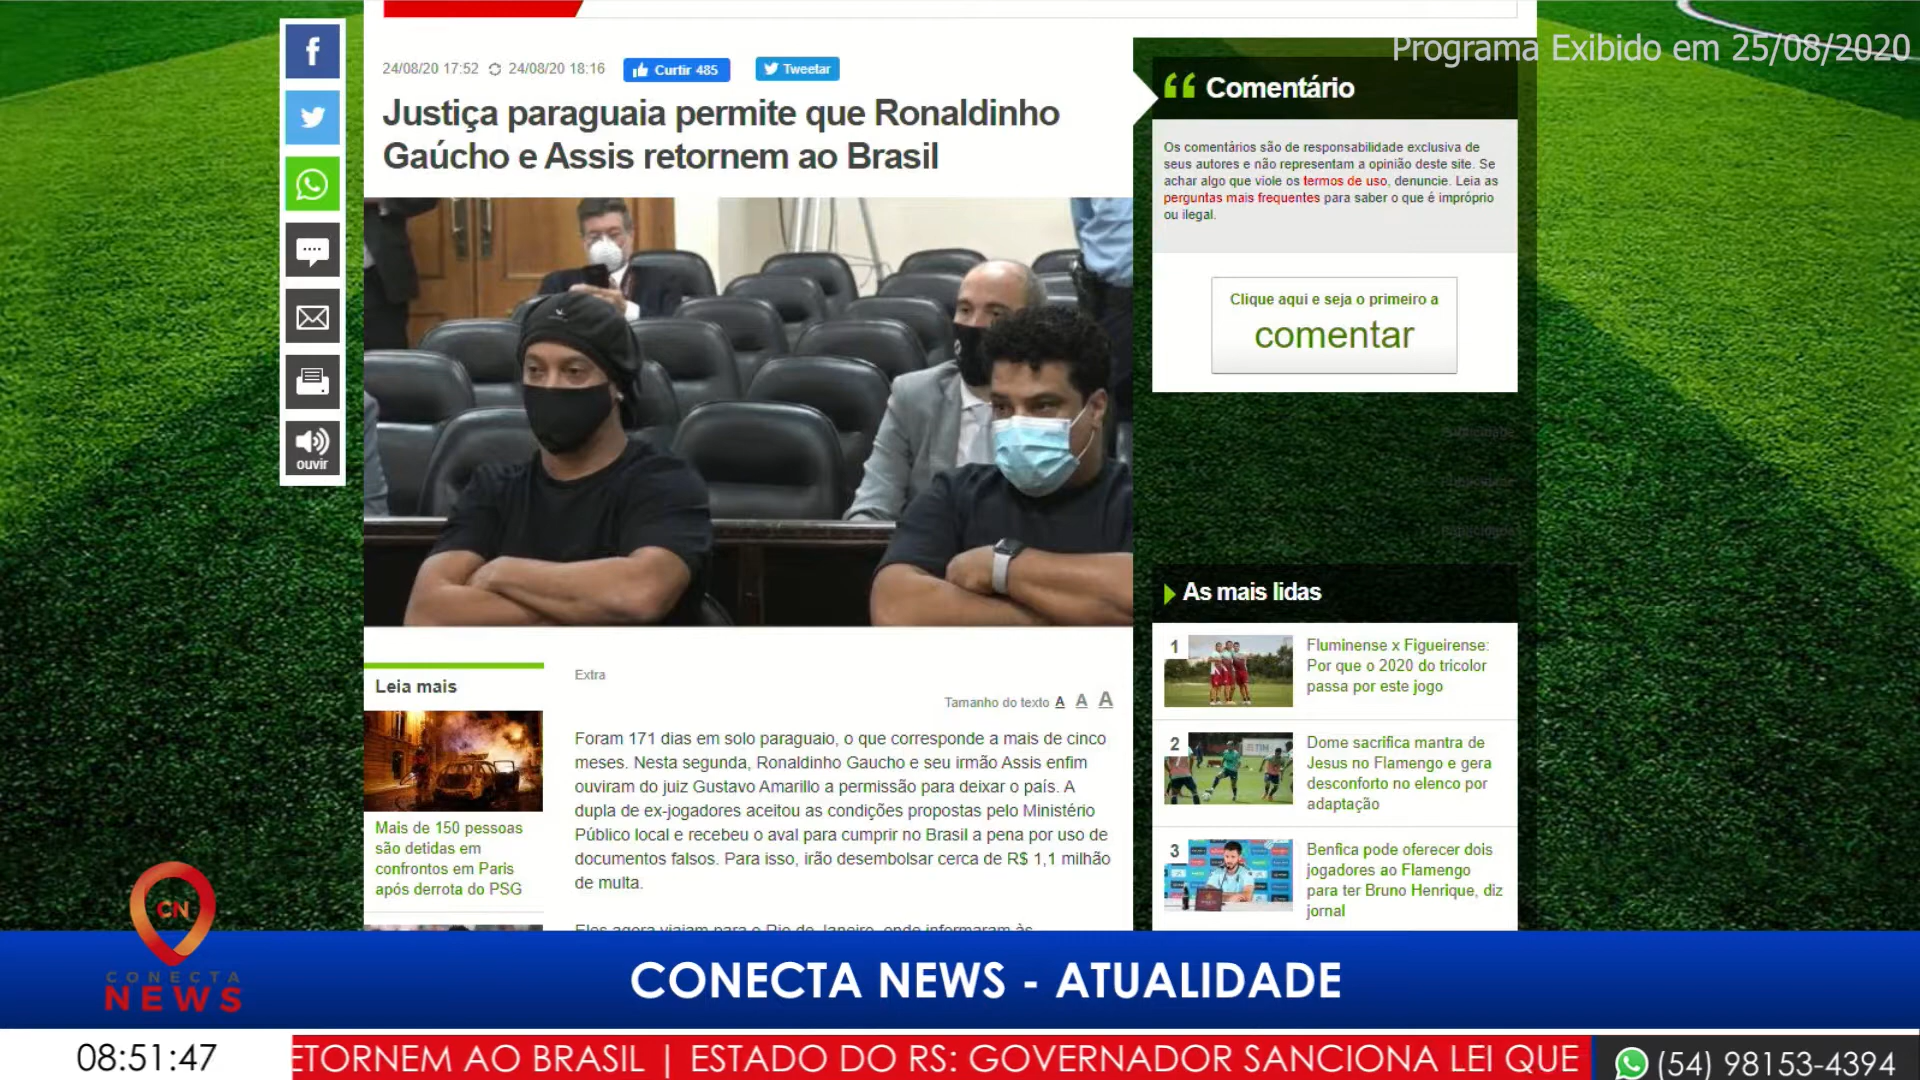 Programa Exibido em 25/08/2020
24/08/20 17:52 24/08/20 18:16 Curtir 485 Tweetar
Justiça paraguaia permite que Ronaldinho
Gaúcho e Assis retornem ao Brasil
ouvir
Comentário
Os comentários são de responsabilidade exclusiva de
seus autores e não representam a opinião deste site. Se
achar algo que viole os termos de uso, denuncie. Leia as
perguntas mais frequentes para saber o que é impróprio
ou ilegal.
Clique aqui e seja o primeiro a
comentar
As mais lidas
1
Fluminense x Figueirense:
Por que o 2020 do tricolor
passa por este jogo
2
Dome sacrifica mantra de
Jesus no Flamengo e gera
desconforto no elenco por
adaptação
3
Benfica pode oferecer dois
jogadores ao Flamengo
para ter Bruno Henrique, diz
jornal
Leia mais
Mais de 150 pessoas
são detidas em
confrontos em Paris
após derrota do PSG
Extra
Tamanho do texto A A A
Foram 171 dias em solo paraguaio, o que corresponde a mais de cinco
meses. Nesta segunda, Ronaldinho Gaucho e seu irmão Assis enfim
ouviram do juiz Gustavo Amarillo a permissão para deixar o país. A
dupla de ex-jogadores aceitou as condições propostas pelo Ministério
Público local e recebeu o aval para cumprir no Brasil a pena por uso de
documentos falsos. Para isso, irão desembolsar cerca de R$ 1,1 milhão
de multa.
Eles agora viajam para o Rio de Janeiro, onde informaram às
CN
CONECTA
NEWS
CONECTA NEWS - ATUALIDADE
08:51:47
ETORNEM AO BRASIL | ESTADO DO RS: GOVERNADOR SANCIONA LEI QUE
(54) 98153-4394